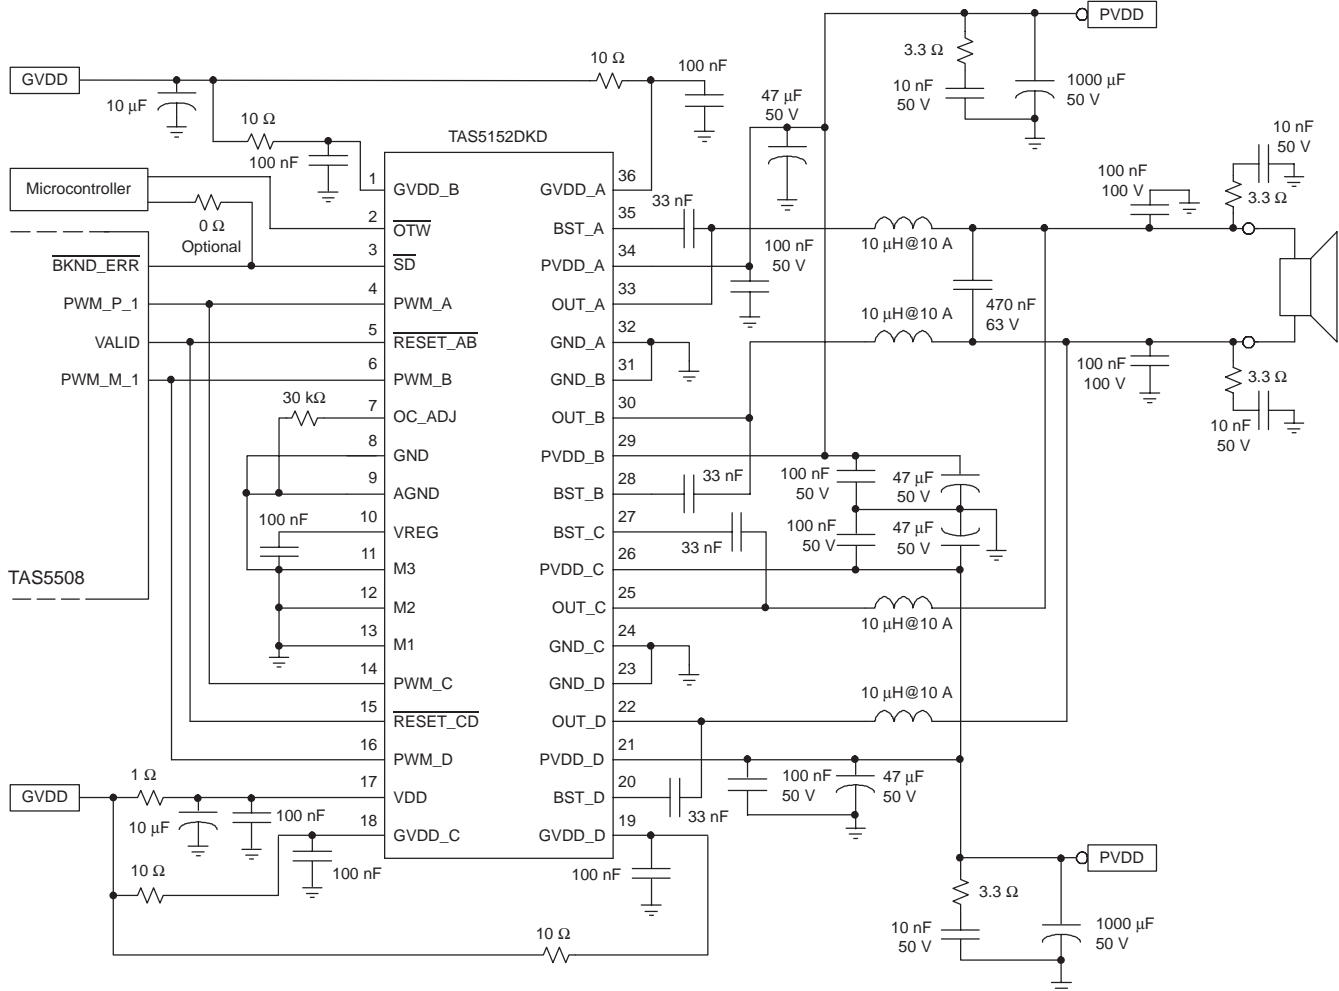 PVDD
3.3 Ω
10 nF
50 V
1000 µF
50 V
GVDD
10 µF
10 Ω
100 nF
47 µF
50 V
10 Ω
100 nF
TAS5152DKD
10 nF
50 V
3.3 Ω
100 nF
100 V
Microcontroller
0 Ω
Optional
BKND_ERR
PWM_P_1
VALID
PWM_M_1
TAS5508
1
GVDD_B
2
OTW
3
SD
4
PWM_A
5
RESET_AB
6
PWM_B
7
OC_ADJ
30 kΩ
8
GND
9
AGND
100 nF
10
VREG
11
M3
12
M2
13
M1
14
PWM_C
15
RESET_CD
16
PWM_D
17
VDD
18
GVDD_C
36
GVDD_A
35
BST_A
34
PVDD_A
33
OUT_A
32
GND_A
31
GND_B
30
OUT_B
29
PVDD_B
28
BST_B
27
BST_C
26
PVDD_C
25
OUT_C
24
GND_C
23
GND_D
22
OUT_D
21
PVDD_D
20
BST_D
19
GVDD_D
33 nF
100 nF
50 V
10 µH@10 A
10 µH@10 A
470 nF
63 V
100 nF
100 V
3.3 Ω
10 nF
50 V
33 nF
100 nF
50 V
47 µF
50 V
33 nF
100 nF
50 V
47 µF
50 V
10 µH@10 A
10 µH@10 A
100 nF
50 V
47 µF
50 V
33 nF
GVDD
1 Ω
10 µF
100 nF
10 Ω
100 nF
100 nF
10 Ω
PVDD
3.3 Ω
10 nF
50 V
1000 µF
50 V